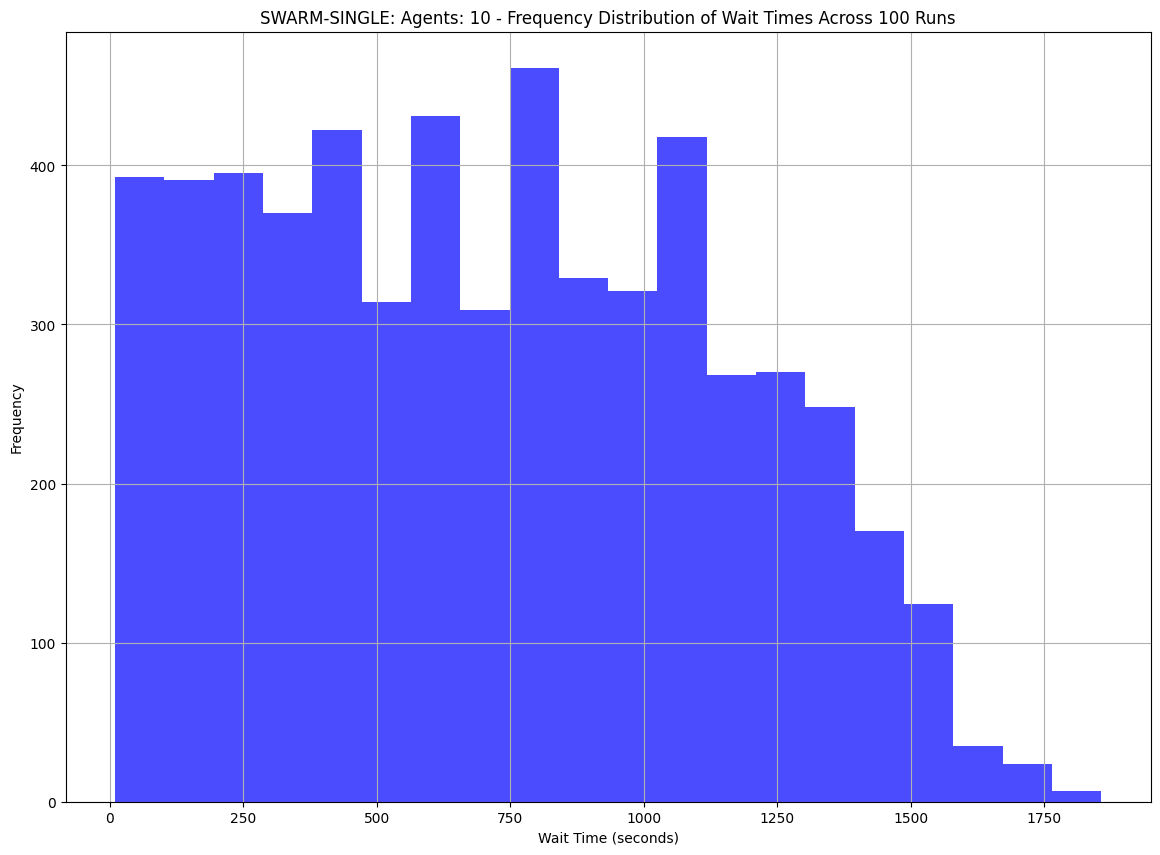 SWARM-SINGLE: Agents: 10 - Frequency Distribution of Wait Times Across 100 Runs
400
300
200
100
0
Frequency
0 250 500 750 1000 1250 1500 1750
Wait Time (seconds)